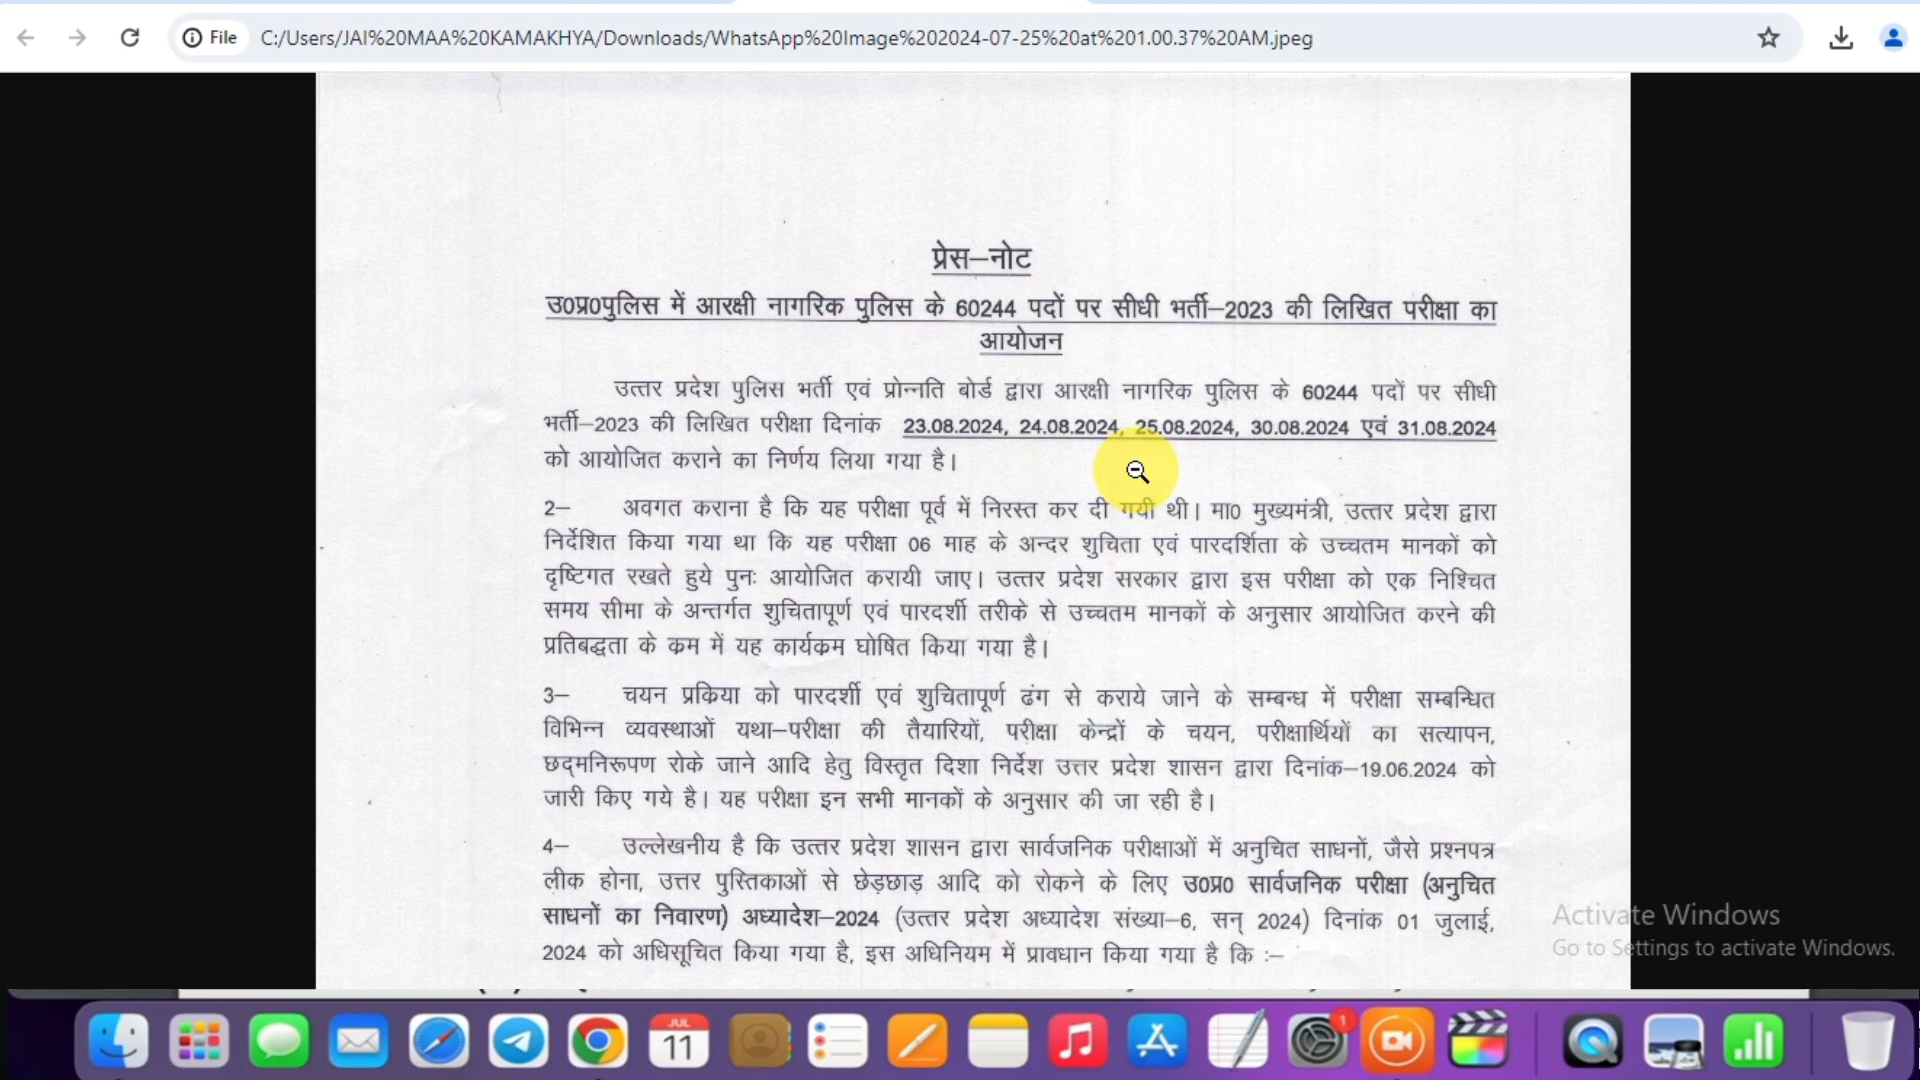 File
C:/Users/JAI%20MAA%20KAMAKHYA/Downloads/WhatsApp%20Image%202024-07-25%20at%201.00.37%20AM.jpeg
प्रेस–नोट
उ0प्र0पुलिस में आरक्षी नागरिक पुलिस के 60244 पदों पर सीधी भर्ती–2023 की लिखित परीक्षा का
आयोजन
उत्तर प्रदेश पुलिस भर्ती एवं प्रोन्नति बोर्ड द्वारा आरक्षी नागरिक पुलिस के 60244 पदों पर सीधी
भर्ती–2023 की लिखित परीक्षा दिनांक 23.08.2024, 24.08.2024, 25.08.2024, 30.08.2024 एवं 31.08.2024
को आयोजित कराने का निर्णय लिया गया है।
2– अवगत कराना है कि यह परीक्षा पूर्व में निरस्त कर दी गयी थी। मा0 मुख्यमंत्री, उत्तर प्रदेश द्वारा
निर्देशित किया गया था कि यह परीक्षा 06 माह के अन्दर शुचिता एवं पारदर्शिता के उच्चतम मानकों को
दृष्टिगत रखते हुये पुनः आयोजित करायी जाए। उत्तर प्रदेश सरकार द्वारा इस परीक्षा को एक निश्चित
समय सीमा के अन्तर्गत शुचितापूर्ण एवं पारदर्शी तरीके से उच्चतम मानकों के अनुसार आयोजित करने की
प्रतिबद्धता के क्रम में यह कार्यक्रम घोषित किया गया है।
3– चयन प्रक्रिया को पारदर्शी एवं शुचितापूर्ण ढंग से कराये जाने के सम्बन्ध में परीक्षा सम्बन्धित
विभिन्न व्यवस्थाओं यथा–परीक्षा की तैयारियों, परीक्षा केन्द्रों के चयन, परीक्षार्थियों का सत्यापन,
छद्मनिरूपण रोके जाने आदि हेतु विस्तृत दिशा निर्देश उत्तर प्रदेश शासन द्वारा दिनांक–19.06.2024 को
जारी किए गये है। यह परीक्षा इन सभी मानकों के अनुसार की जा रही है।
4– उल्लेखनीय है कि उत्तर प्रदेश शासन द्वारा सार्वजनिक परीक्षाओं में अनुचित साधनों, जैसे प्रश्नपत्र
लीक होना, उत्तर पुस्तिकाओं से छेड़छाड़ आदि को रोकने के लिए उ0प्र0 सार्वजनिक परीक्षा (अनुचित
साधनों का निवारण) अध्यादेश–2024 (उत्तर प्रदेश अध्यादेश संख्या–6, सन् 2024) दिनांक 01 जुलाई,
2024 को अधिसूचित किया गया है, इस अधिनियम में प्रावधान किया गया है कि :–
Activate Windows
Go to Settings to activate Windows.
JUL
11
1